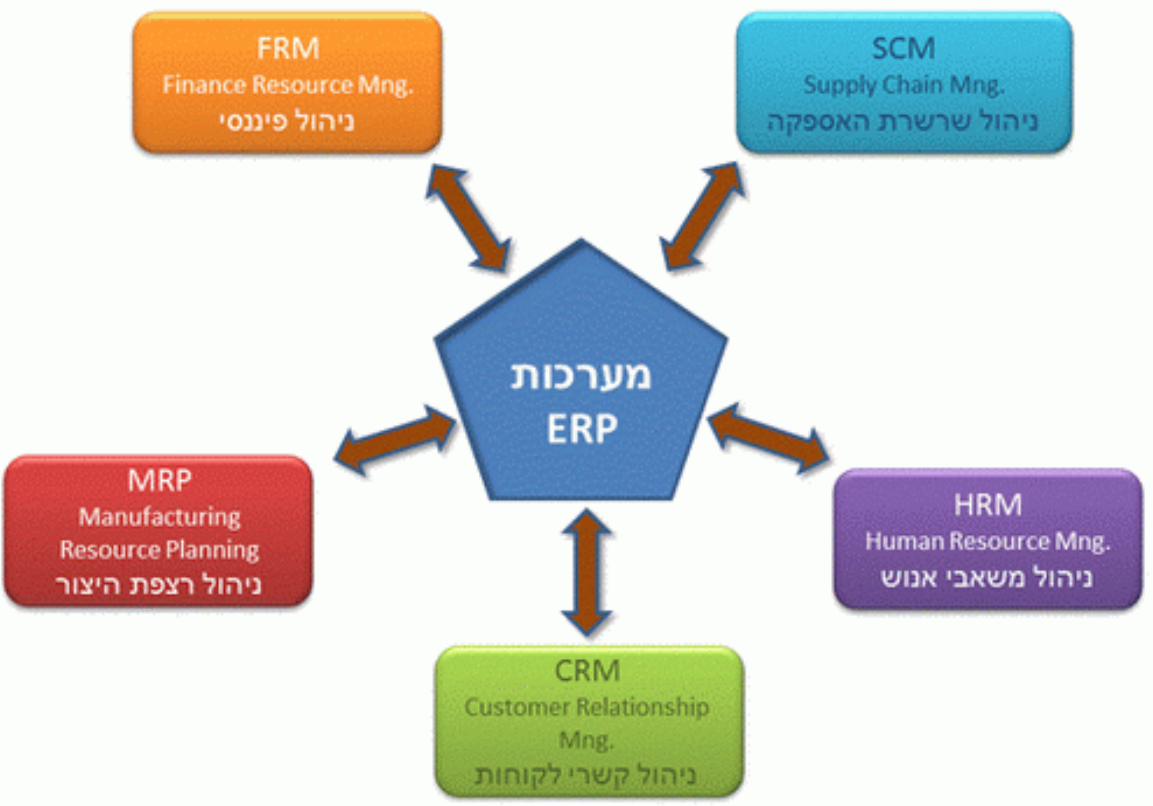 FRM
Finance Resource Mng.
ניהול פיננסי
SCM
Supply Chain Mng.
ניהול שרשרת האספקה
מערכות
ERP
MRP
Manufacturing
Resource Planning
ניהול רצפת היצור
HRM
Human Resource Mng.
ניהול משאבי אנוש
CRM
Customer Relationship
Mng.
ניהול קשרי לקוחות